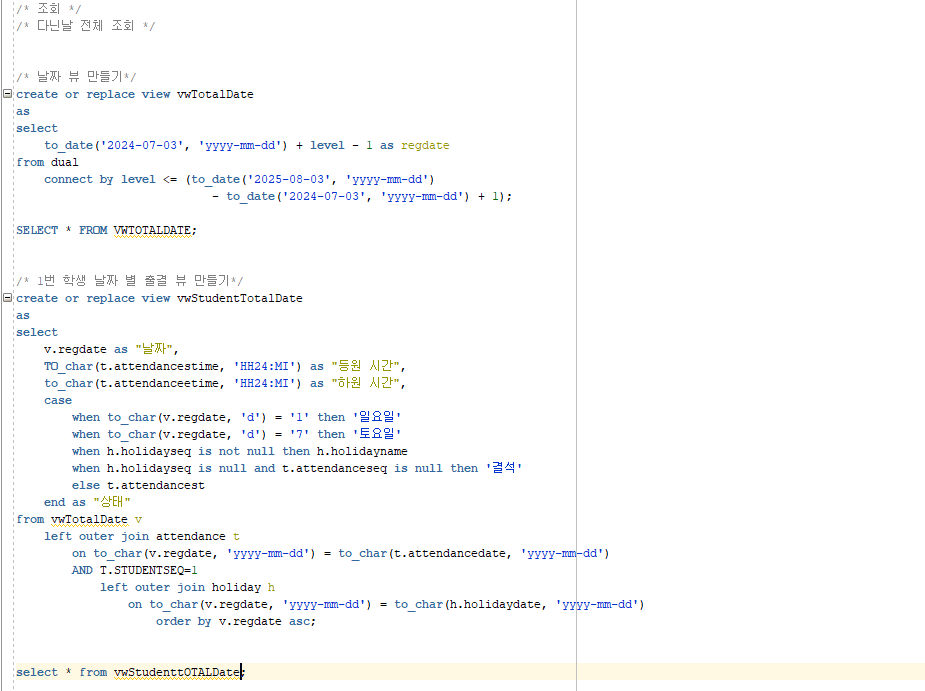 /* 조회 */
/* 다닌날 전체 조회 */
/* 날짜 뷰 만들기*/
create or replace view vwTotalDate
as
select
to_date('2024-07-03', 'yyyy-mm-dd') + level - 1 as regdate
from dual
connect by level <= (to_date('2025-08-03', 'yyyy-mm-dd')
- to_date('2024-07-03', 'yyyy-mm-dd') + 1);
SELECT * FROM VWTOTALDATE;
/* 1번 학생 날짜 별 출결 뷰 만들기*/
create or replace view vwStudentTotalDate
as
select
v.regdate as "날짜",
TO_char(t.attendancestime, 'HH24:MI') as "등원 시간",
to_char(t.attendanceetime, 'HH24:MI') as "하원 시간",
case
when to_char(v.regdate, 'd') = '1' then '일요일'
when to_char(v.regdate, 'd') = '7' then '토요일'
when h.holidayseq is not null then h.holidayname
when h.holidayseq is null and t.attendanceseq is null then '결석'
else t.attendancest
end as "상태"
from vwTotalDate v
left outer join attendance t
on to_char(v.regdate, 'yyyy-mm-dd') = to_char(t.attendancedate, 'yyyy-mm-dd')
AND T.STUDENTSEQ=1
left outer join holiday h
on to_char(v.regdate, 'yyyy-mm-dd') = to_char(h.holidaydate, 'yyyy-mm-dd')
order by v.regdate asc;
select * from vwStudenttOTALDate;